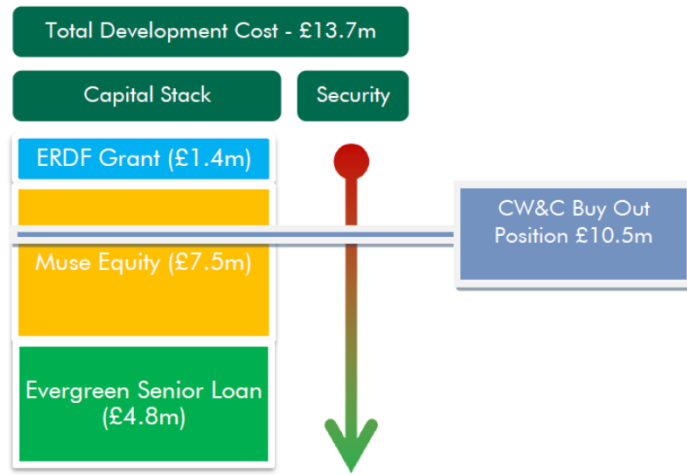 Total Development Cost - £13.7m
Capital Stack
Security
ERDF Grant (£1.4m)
CW&C Buy Out
Position £10.5m
Muse Equity (£7.5m)
Evergreen Senior Loan
(£4.8m)